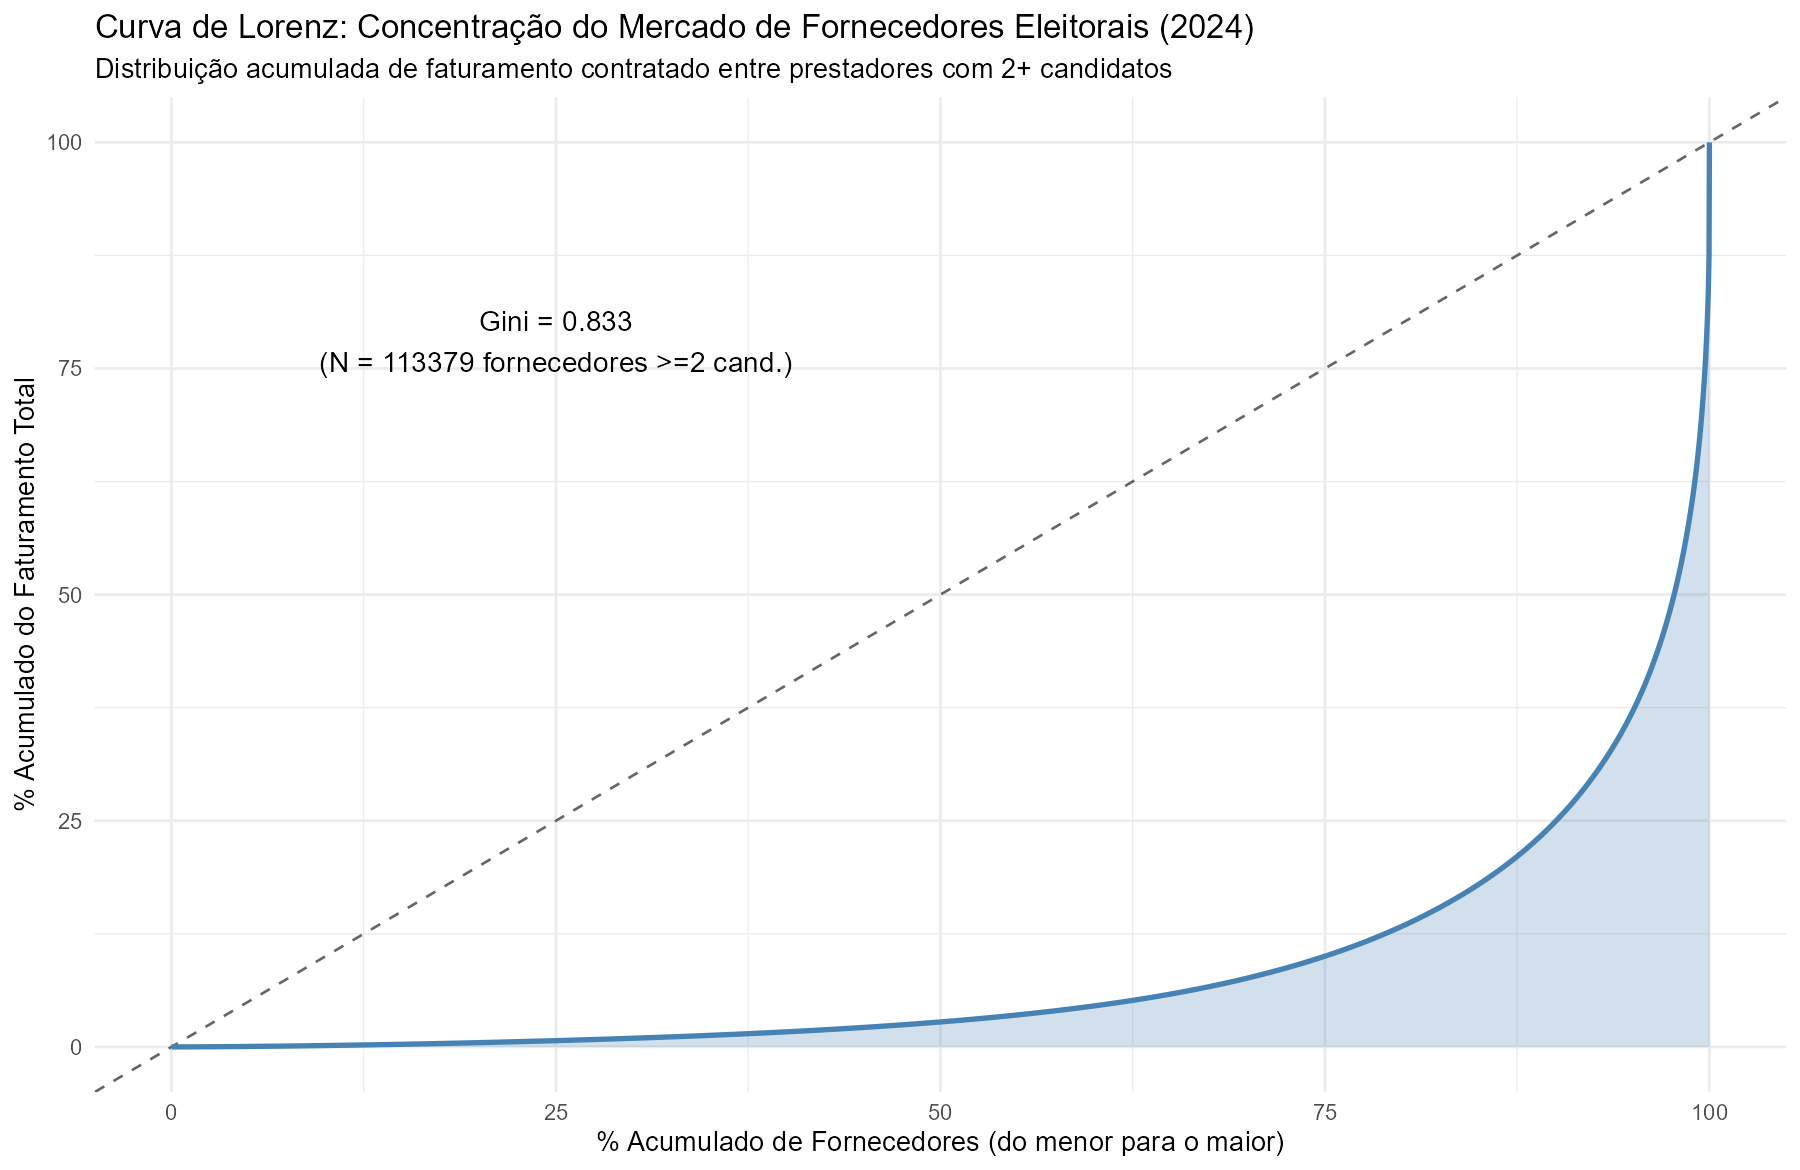 Curva de Lorenz: Concentração do Mercado de Fornecedores Eleitorais (2024)
Distribuição acumulada de faturamento contratado entre prestadores com 2+ candidatos
% Acumulado do Faturamento Total
100
75
50
25
0
Gini = 0.833
(N = 113379 fornecedores >=2 cand.)
0 25 50 75 100
% Acumulado de Fornecedores (do menor para o maior)